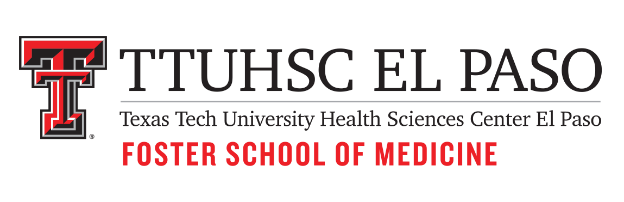 TTUHSC EL PASO
Texas Tech University Health Sciences Center El Paso
FOSTER SCHOOL OF MEDICINE